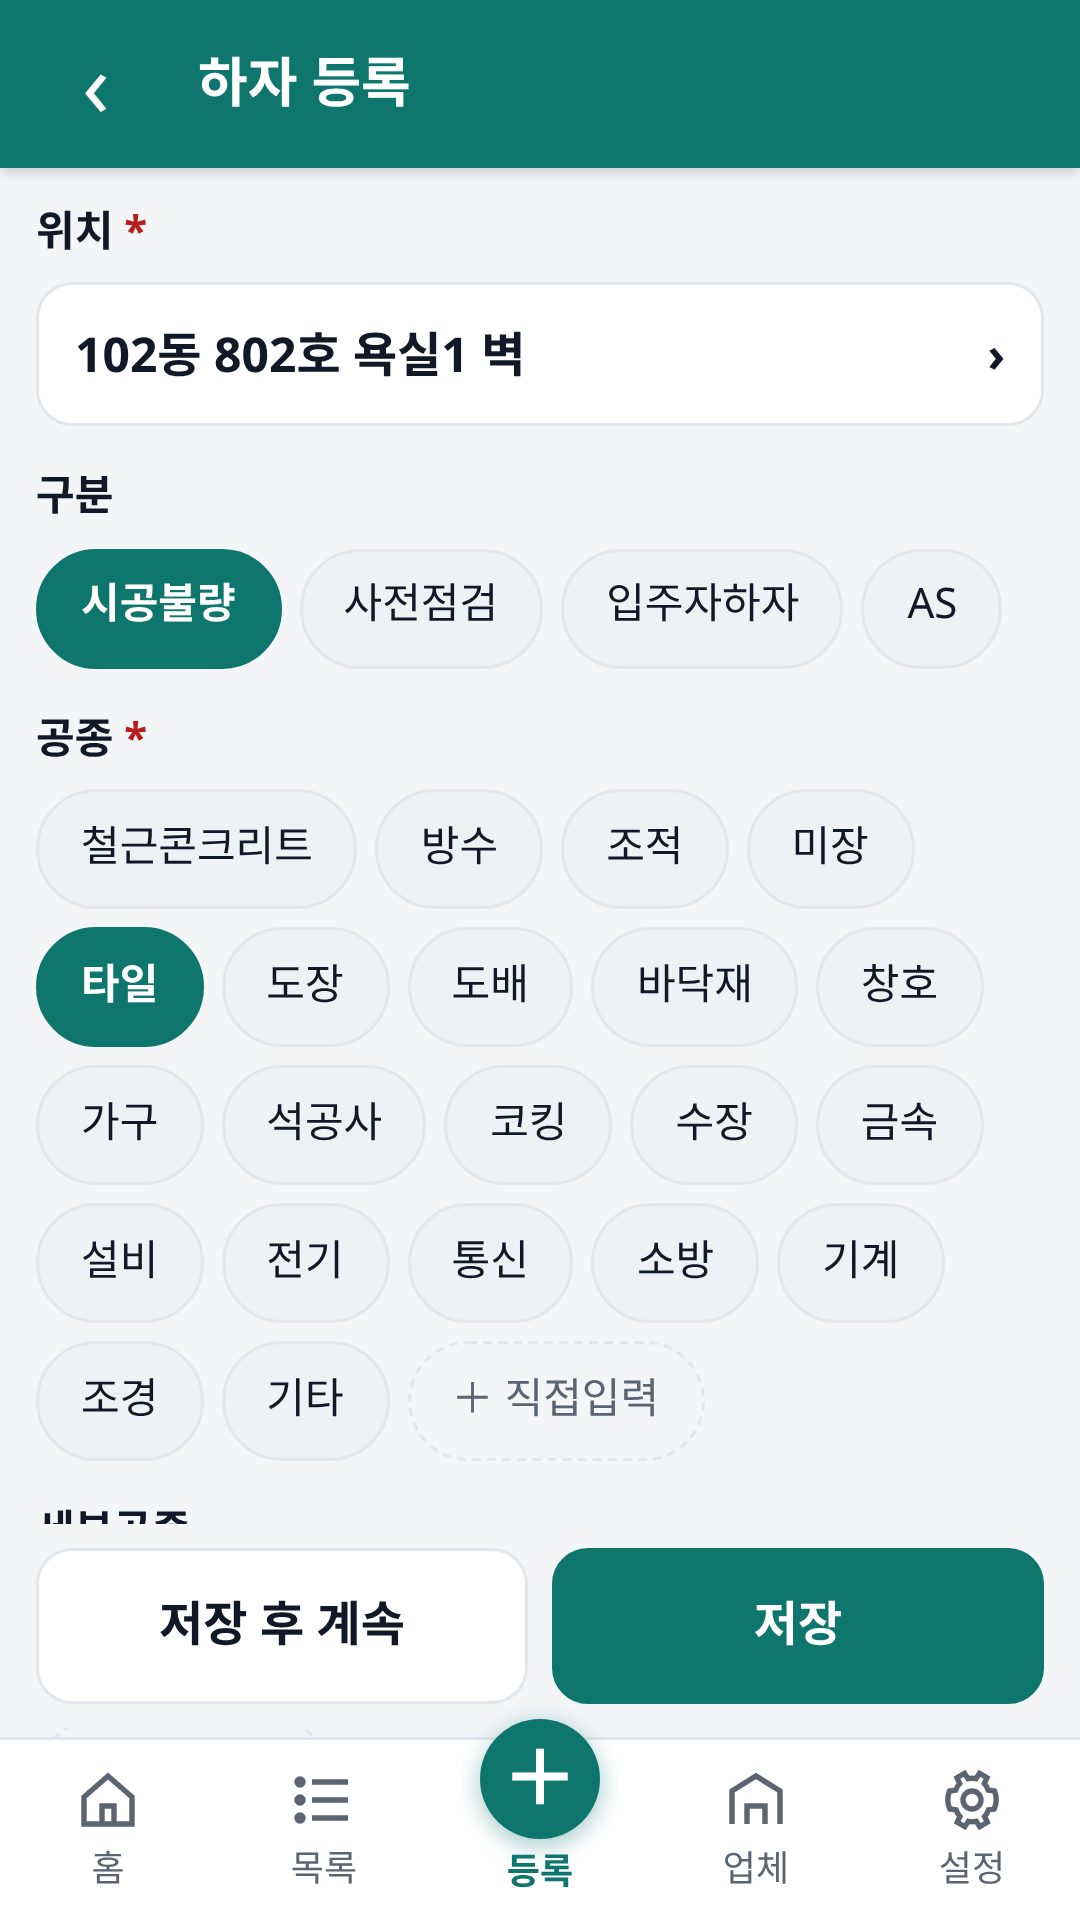 ‹ 하자 등록
위치 *
102동 802호 욕실1 벽 ›
구분
시공불량 사전점검 입주자하자 AS
공종 *
철근콘크리트 방수 조적 미장
타일 도장 도배 바닥재 창호
가구 석공사 코킹 수장 금속
설비 전기 통신 소방 기계
조경 기타 + 직접입력
저장 후 계속 저장
홈 목록 등록 업체 설정